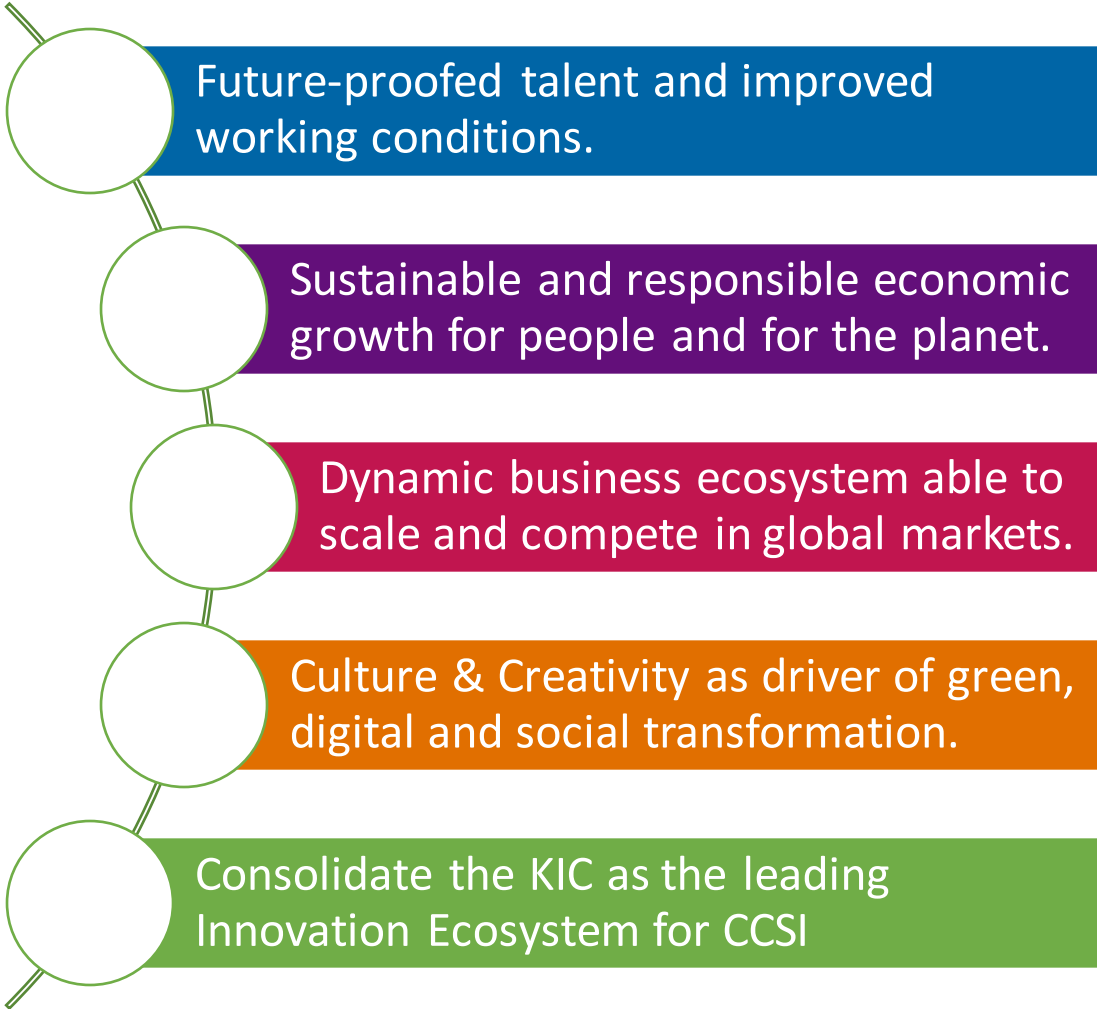 Future-proofed talent and improved
working conditions.
Sustainable and responsible economic
growth for people and for the planet.
Dynamic business ecosystem able to
scale and compete in global markets.
Culture & Creativity as driver of green,
digital and social transformation.
Consolidate the KIC as the leading
Innovation Ecosystem for CCSI